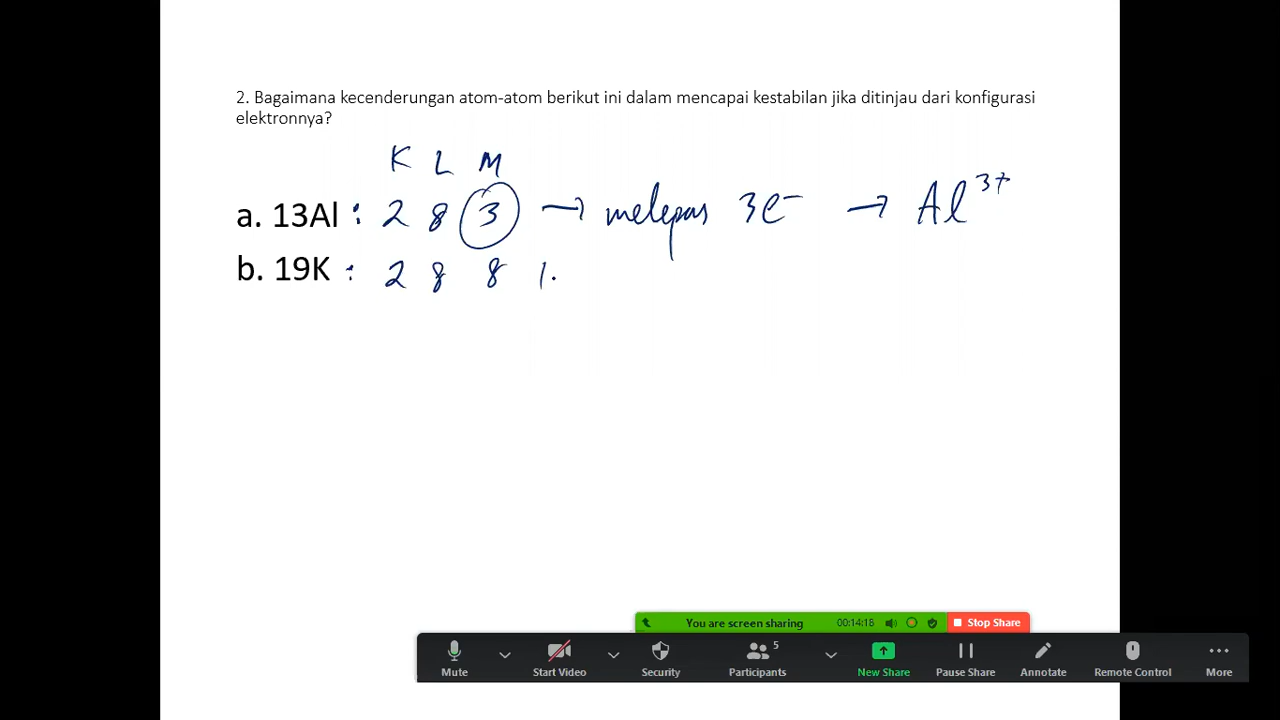 2. Bagaimana kecenderungan atom-atom berikut ini dalam mencapai kestabilan jika ditinjau dari konfigurasi
elektronnya?
K L M
a. 13Al : 2 8 3 → melepas 3e⁻ → Al³⁺
b. 19K : 2 8 8 1.
You are screen sharing 00:14:18 Stop Share
5
Mute Start Video Security Participants New Share Pause Share Annotate Remote Control More